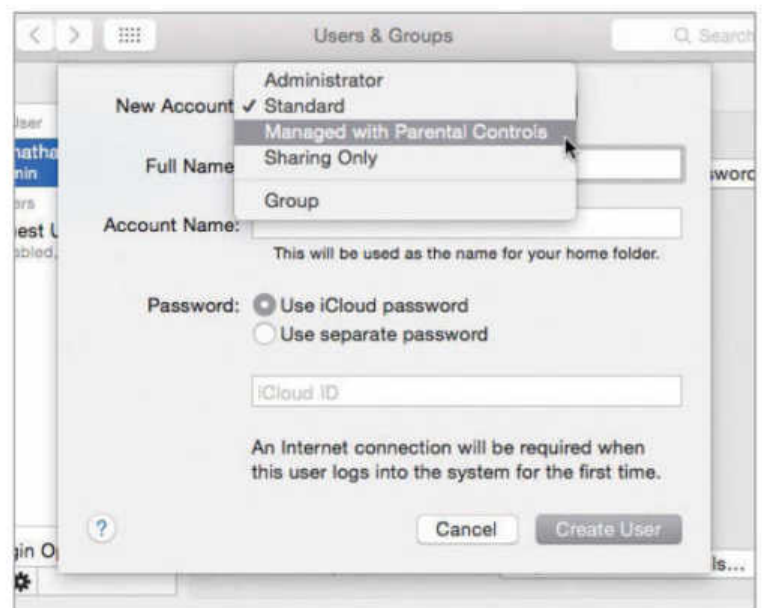 Users & Groups
Search
Administrator
New Account
✓ Standard
Managed with Parental Controls
Sharing Only
Group
Full Name
Account Name:
This will be used as the name for your home folder.
Password:
Use iCloud password
Use separate password
iCloud ID
An Internet connection will be required when
this user logs into the system for the first time.
?
Cancel
Create User